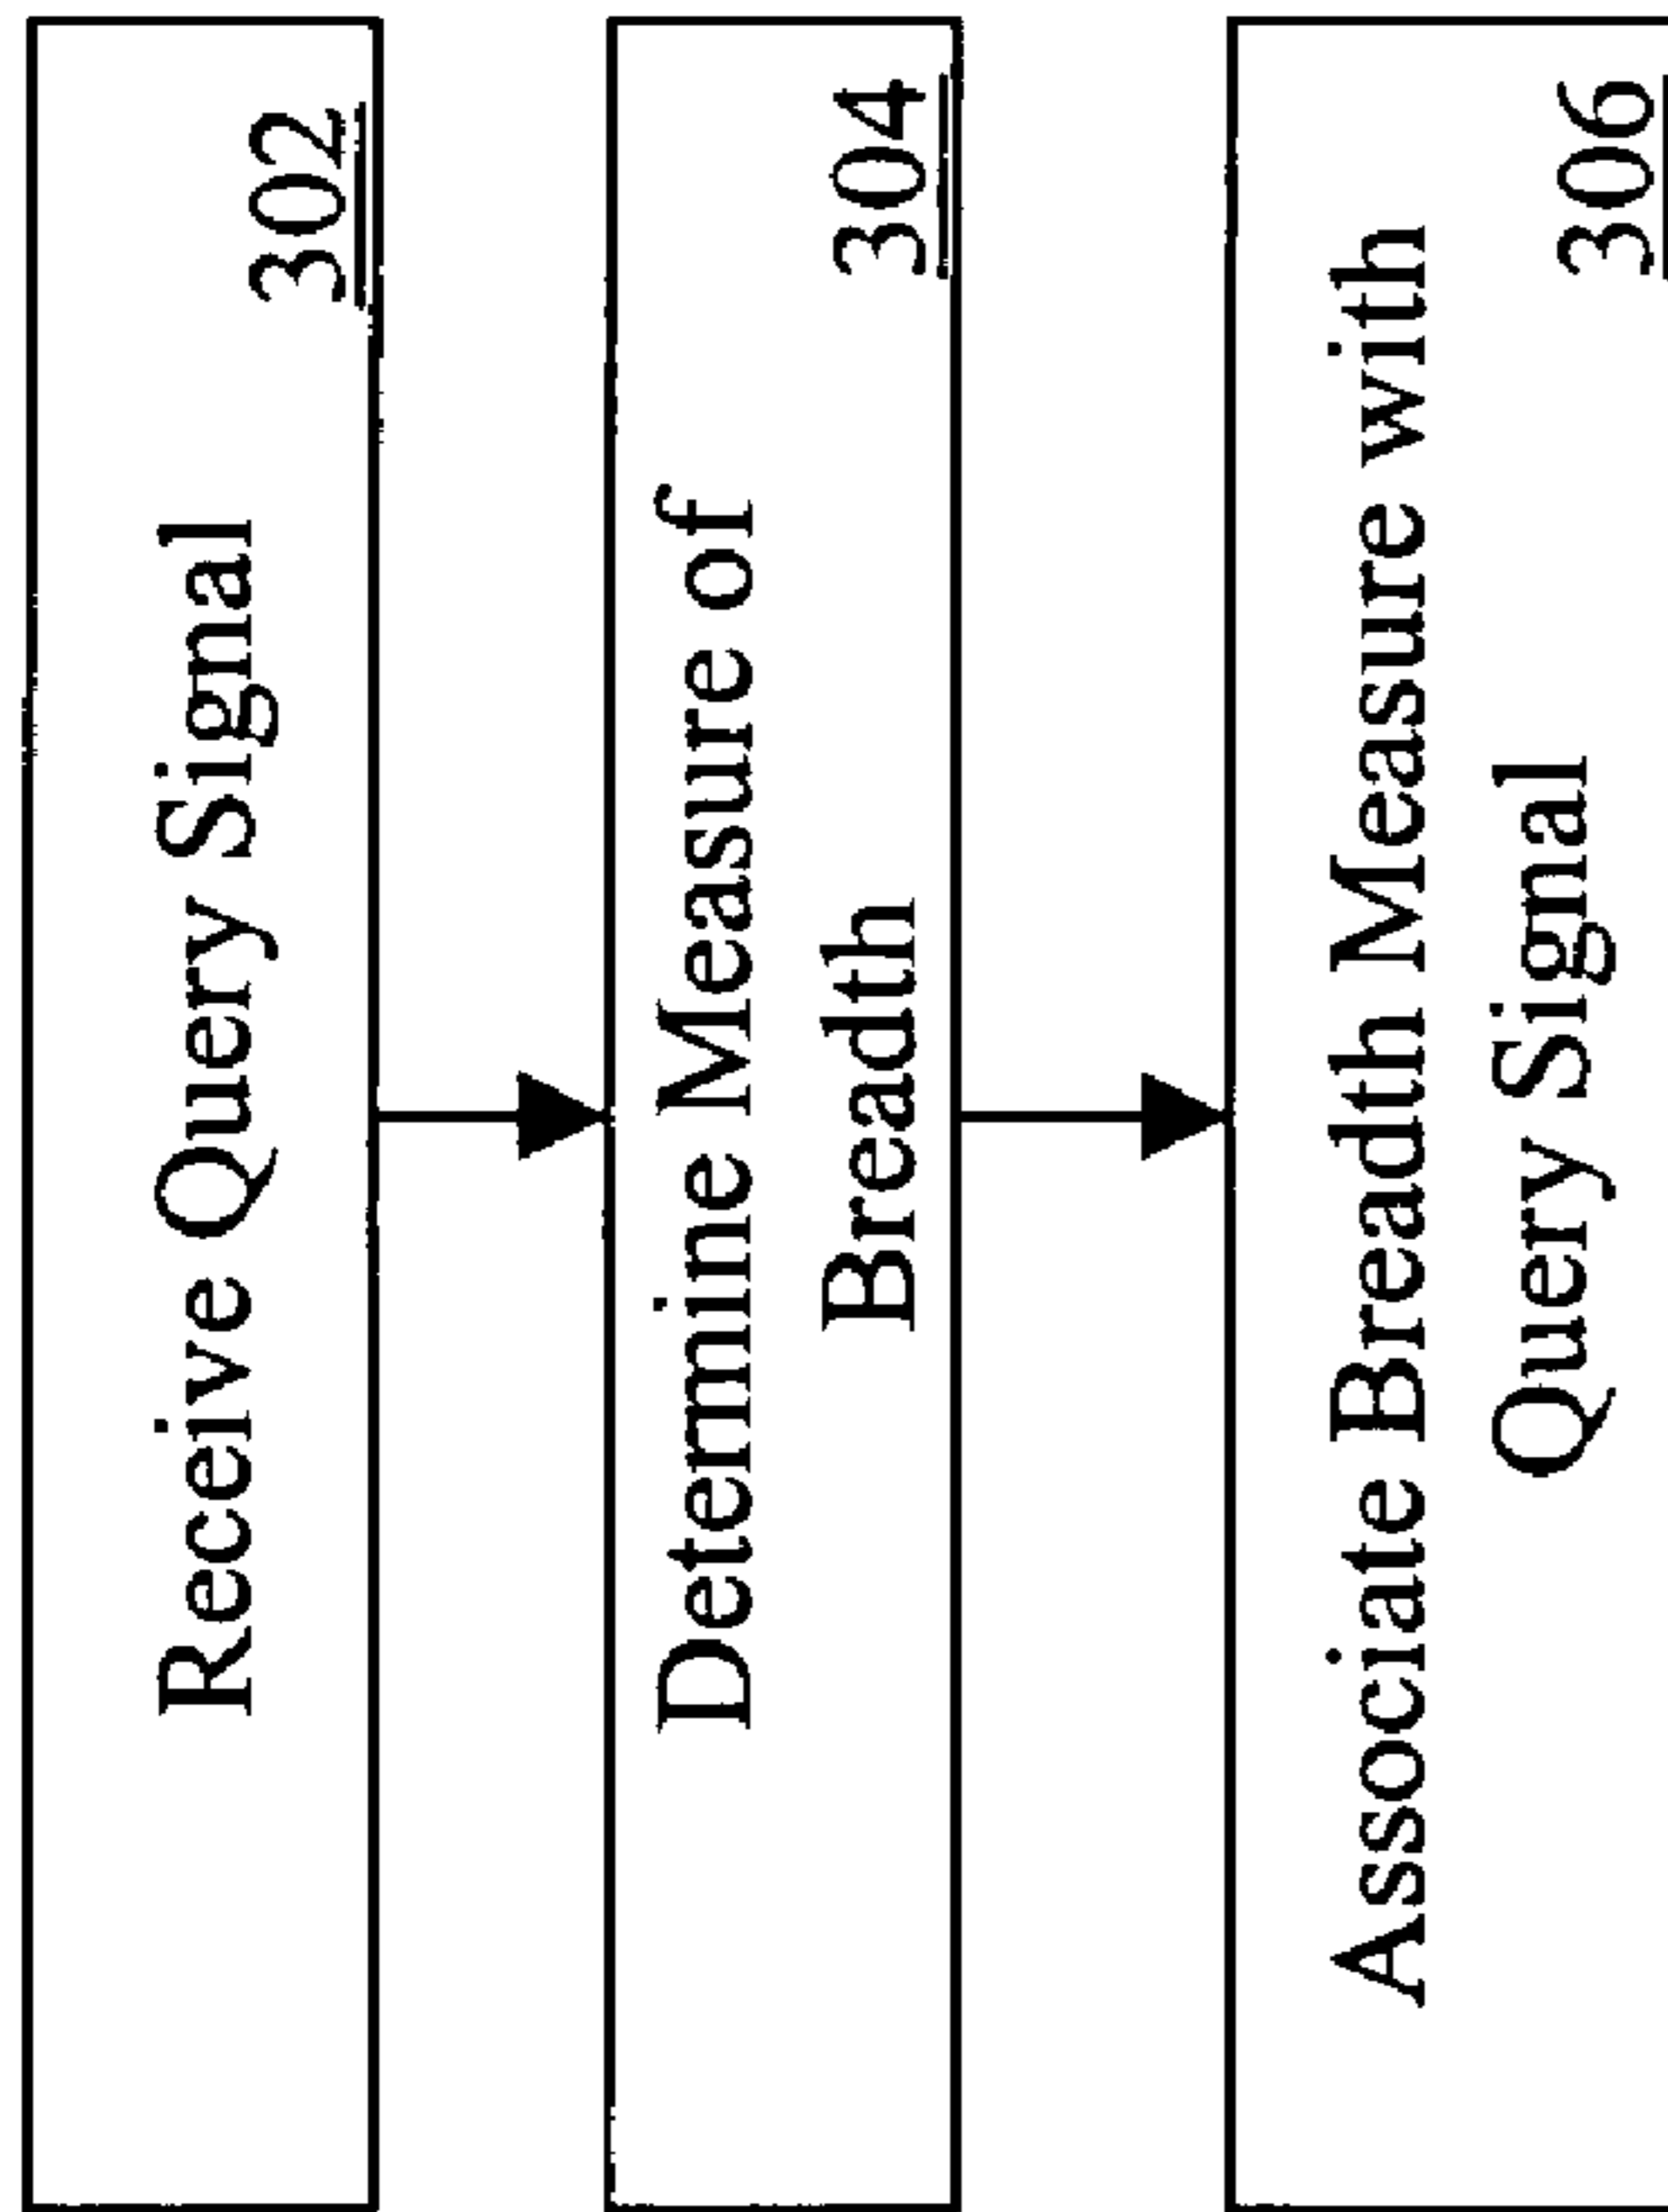 Receive Query Signal
302
Determine Measure of
Breadth
304
Associate Breadth Measure with
Query Signal
306